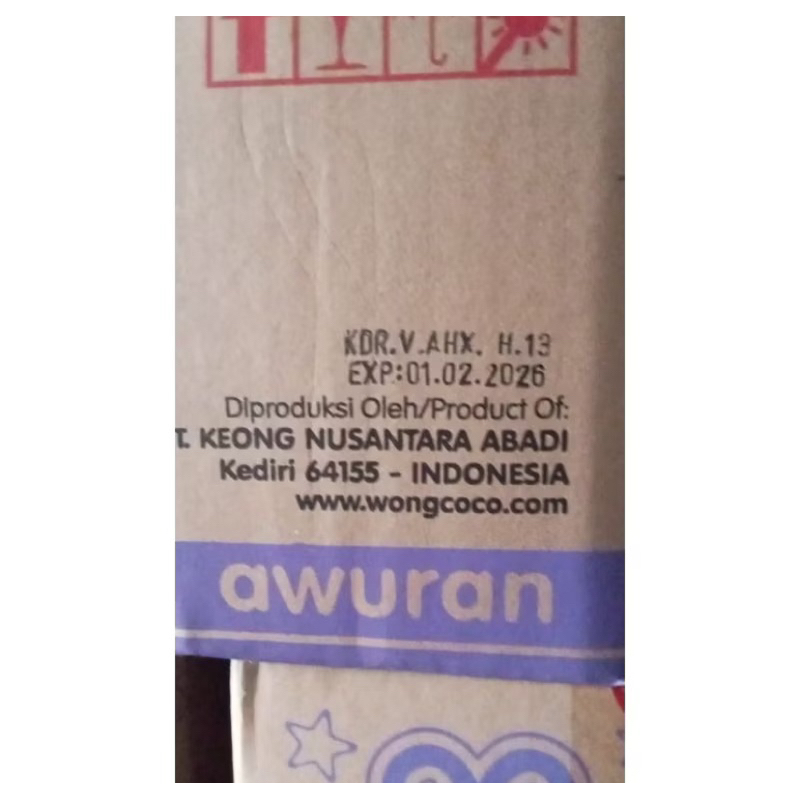 KDR.V.AHX. H.13
EXP:01.02.2026
Diproduksi Oleh/Product Of:
T. KEONG NUSANTARA ABADI
Kediri 64155 - INDONESIA
www.wongcoco.com
awuran